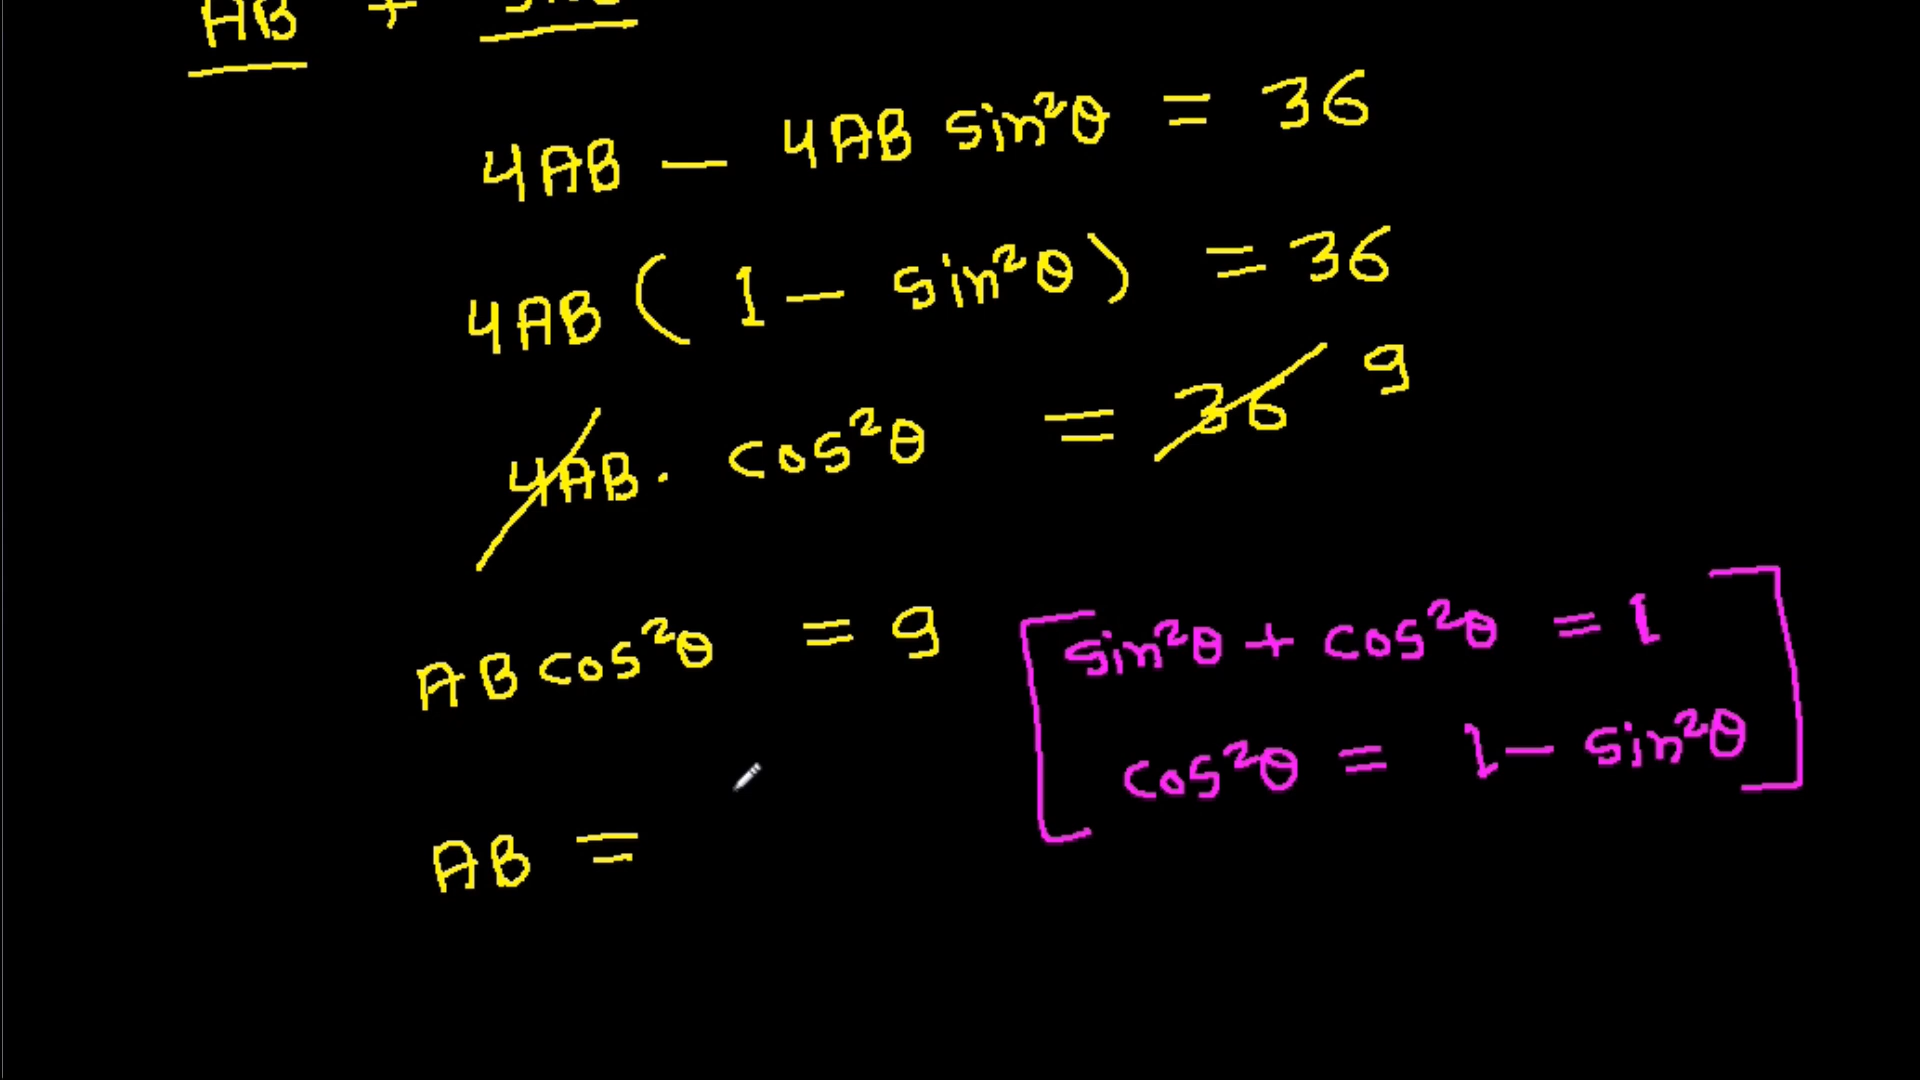 AB +
4AB - 4AB sin²θ = 36
4AB ( 1 - sin²θ ) = 36
4AB . cos²θ = 36 9
AB cos²θ = 9
AB =
sin²θ + cos²θ = 1
cos²θ = 1 - sin²θ